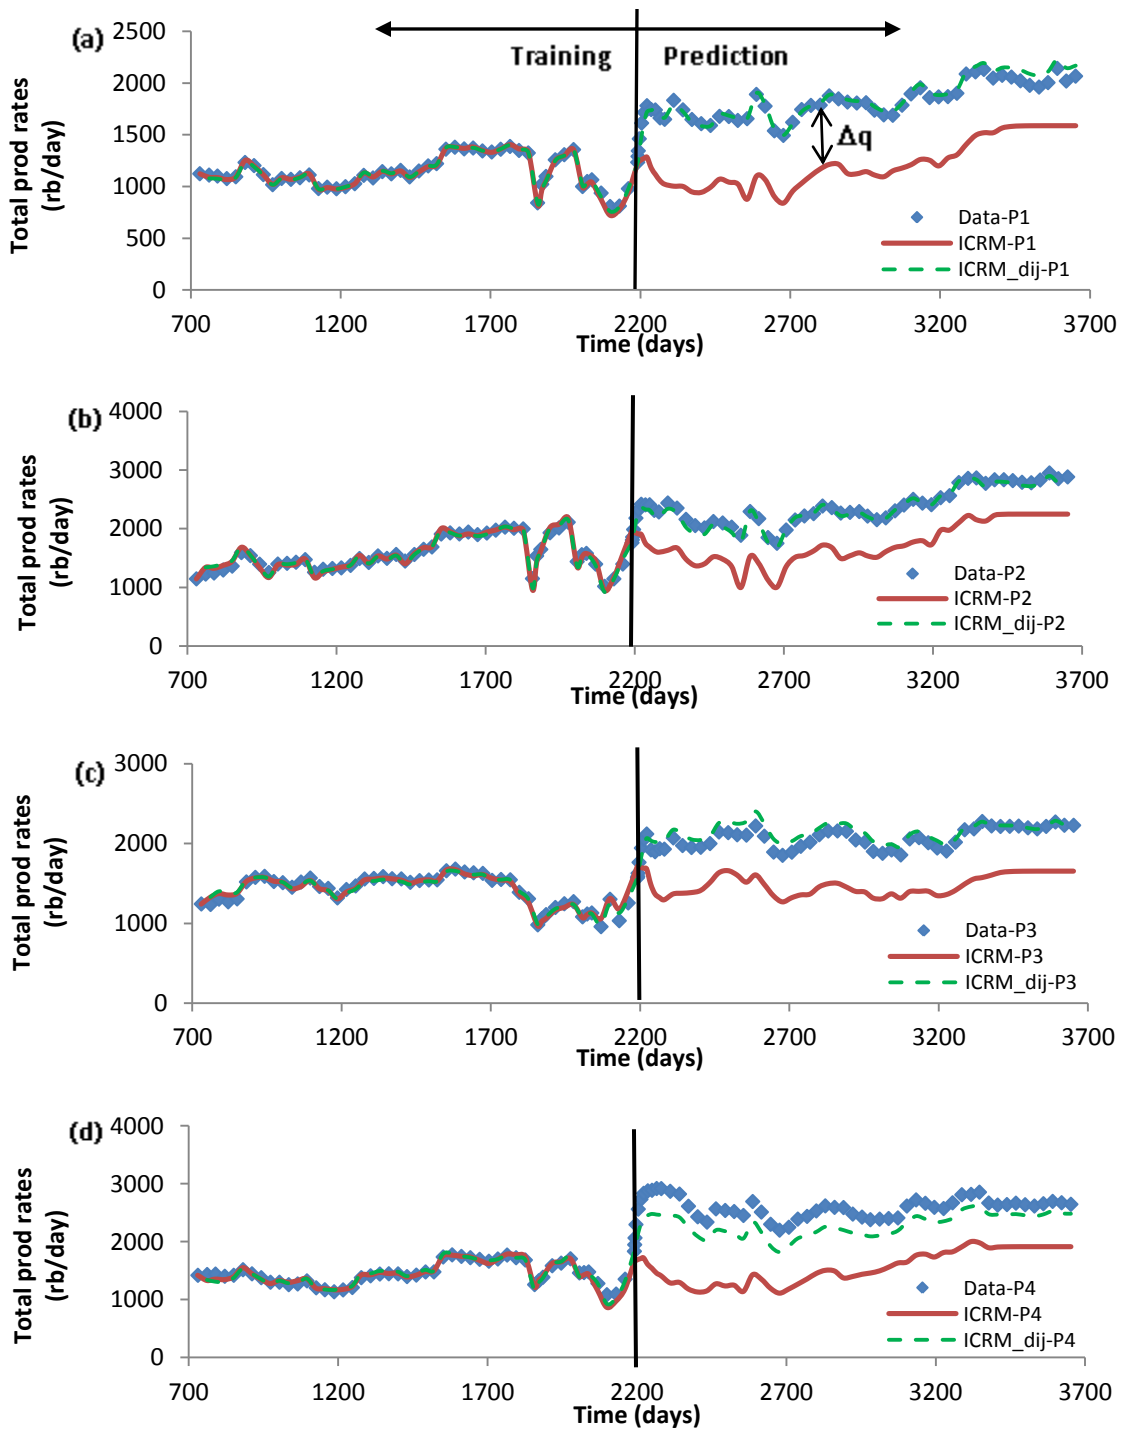 (a)
Total prod rates
(rb/day)
2500
2000
1500
1000
500
0
Training
Prediction
Δq
Data-P1
ICRM-P1
ICRM_dij-P1
700 1200 1700 2200 2700 3200 3700
Time (days)
(b)
Total prod rates
(rb/day)
4000
3000
2000
1000
0
Data-P2
ICRM-P2
ICRM_dij-P2
700 1200 1700 2200 2700 3200 3700
Time (days)
(c)
Total prod rates
(rb/day)
3000
2000
1000
0
Data-P3
ICRM-P3
ICRM_dij-P3
700 1200 1700 2200 2700 3200 3700
Time (days)
(d)
Total prod rates
(rb/day)
4000
3000
2000
1000
0
Data-P4
ICRM-P4
ICRM_dij-P4
700 1200 1700 2200 2700 3200 3700
Time (days)